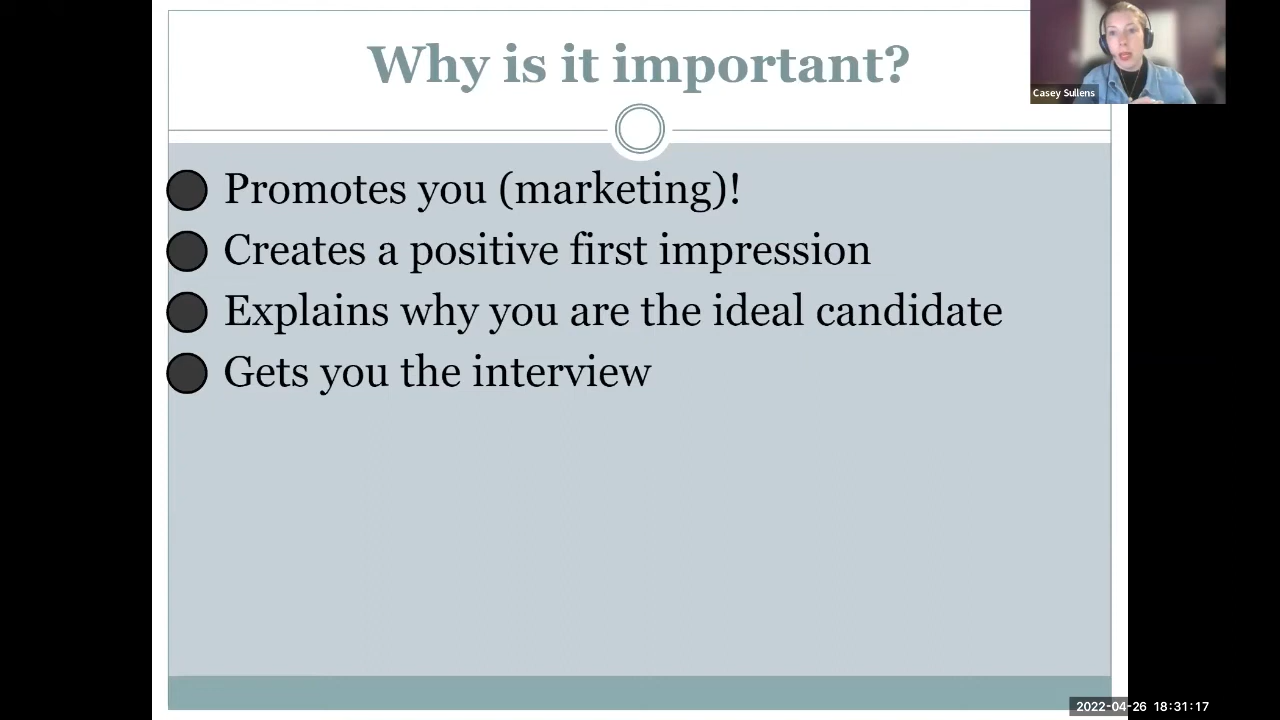 Why is it important?
Casey Sullens
Promotes you (marketing)!
Creates a positive first impression
Explains why you are the ideal candidate
Gets you the interview
2022-04-26 18:31:17